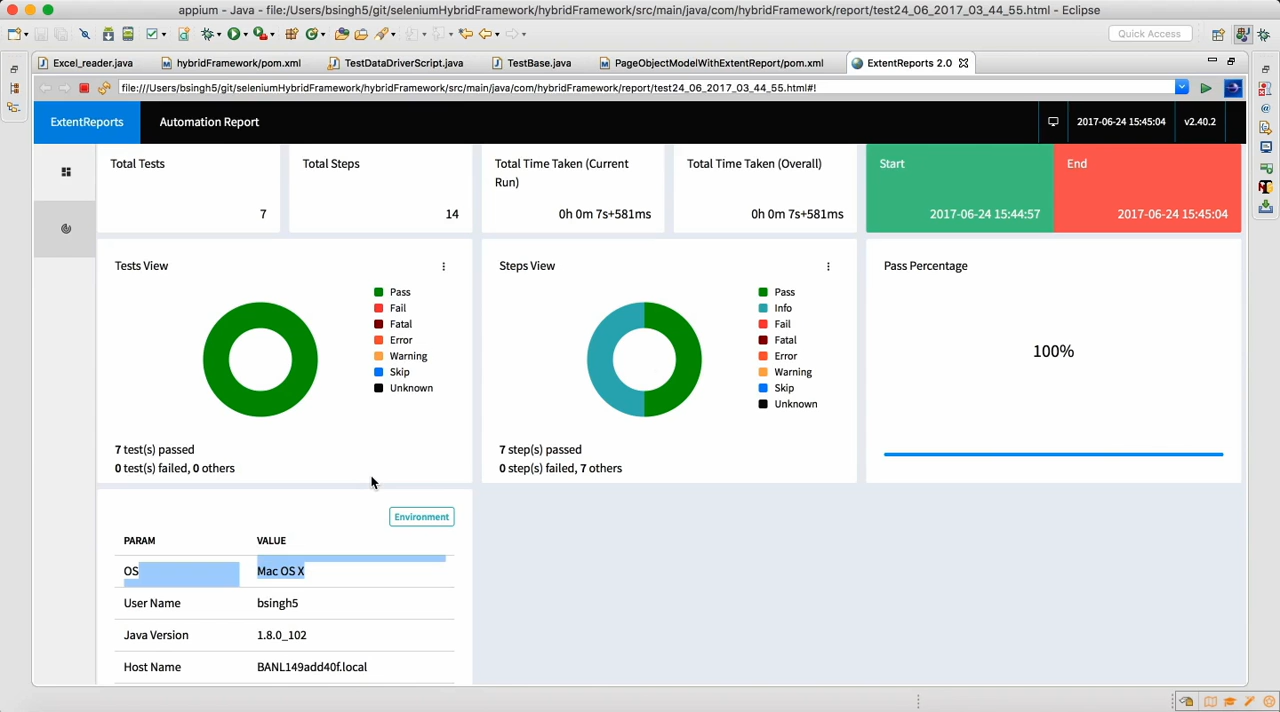 appium - Java - file:/Users/bsingh5/git/seleniumHybridFramework/hybridFramework/src/main/java/com/hybridFramework/report/test24_06_2017_03_44_55.html - Eclipse
Quick Access
Excel_reader.java
hybridFramework/pom.xml
TestDataDriverScript.java
TestBase.java
PageObjectModelWithExtentReport/pom.xml
ExtentReports 2.0
file:///Users/bsingh5/git/seleniumHybridFramework/hybridFramework/src/main/java/com/hybridFramework/report/test24_06_2017_03_44_55.html#!
ExtentReports
Automation Report
2017-06-24 15:45:04
v2.40.2
Total Tests
7
Total Steps
14
Total Time Taken (Current
Run)
0h 0m 7s+581ms
Total Time Taken (Overall)
0h 0m 7s+581ms
Start
2017-06-24 15:44:57
End
2017-06-24 15:45:04
Tests View
Pass
Fail
Fatal
Error
Warning
Skip
Unknown
7 test(s) passed
0 test(s) failed, 0 others
Steps View
Pass
Info
Fail
Fatal
Error
Warning
Skip
Unknown
7 step(s) passed
0 step(s) failed, 7 others
Pass Percentage
100%
Environment
PARAM VALUE
OS Mac OS X
User Name bsingh5
Java Version 1.8.0_102
Host Name BANL149add40f.local